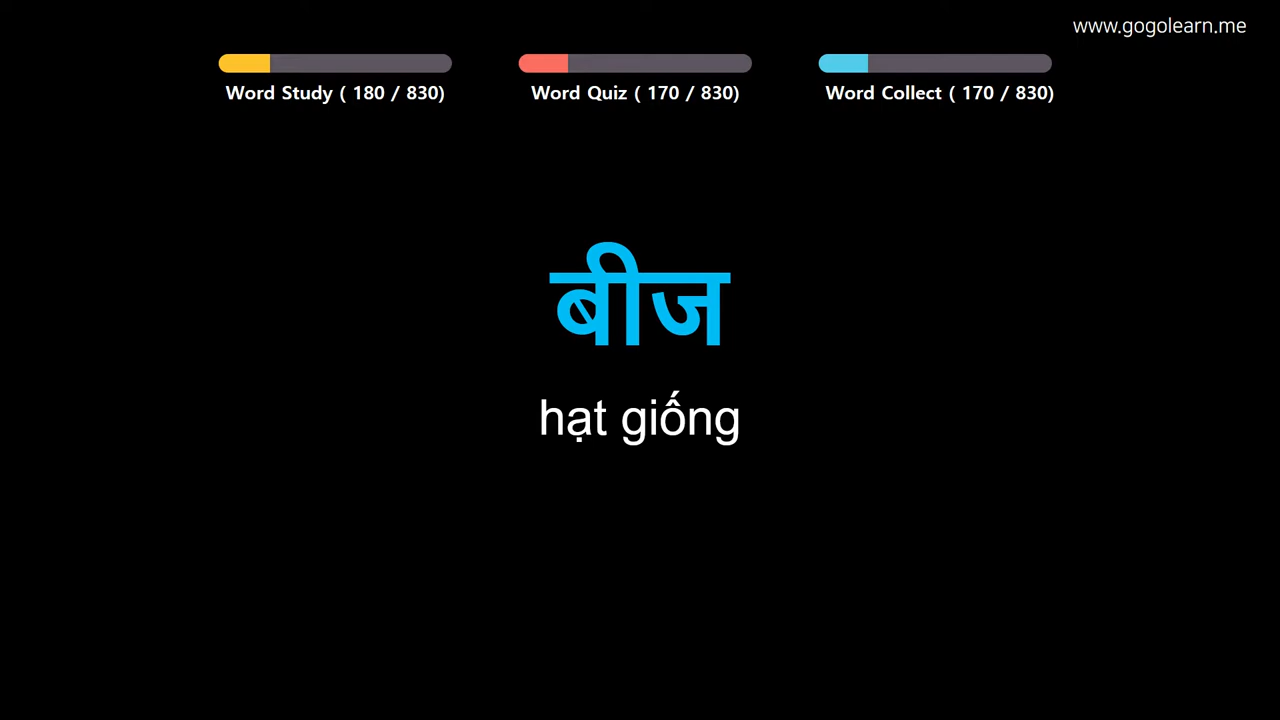 www.gogolearn.me
Word Study ( 180 / 830)
Word Quiz ( 170 / 830)
Word Collect ( 170 / 830)
बीज
hạt giống